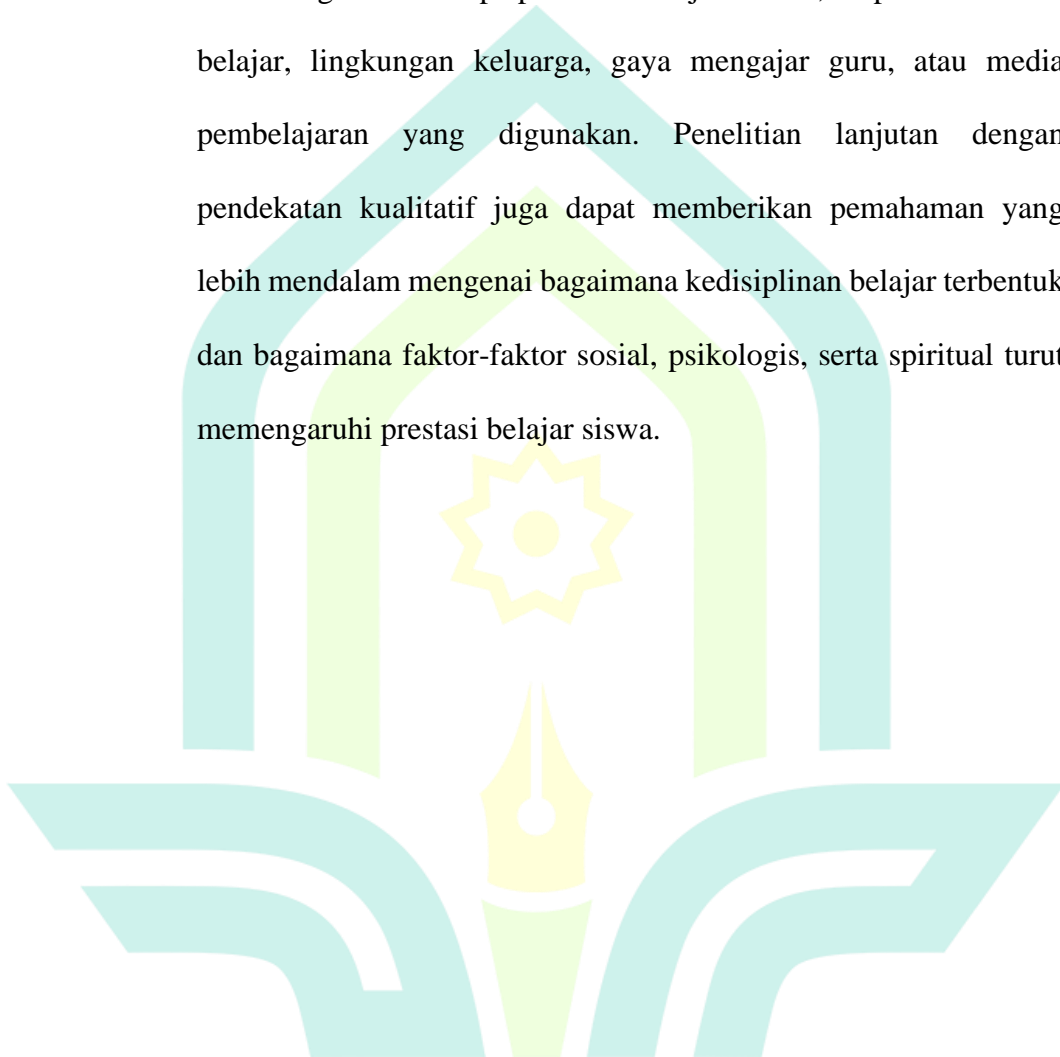 belajar, lingkungan keluarga, gaya mengajar guru, atau media
pembelajaran yang digunakan. Penelitian lanjutan dengan
pendekatan kualitatif juga dapat memberikan pemahaman yang
lebih mendalam mengenai bagaimana kedisiplinan belajar terbentuk
dan bagaimana faktor-faktor sosial, psikologis, serta spiritual turut
memengaruhi prestasi belajar siswa.